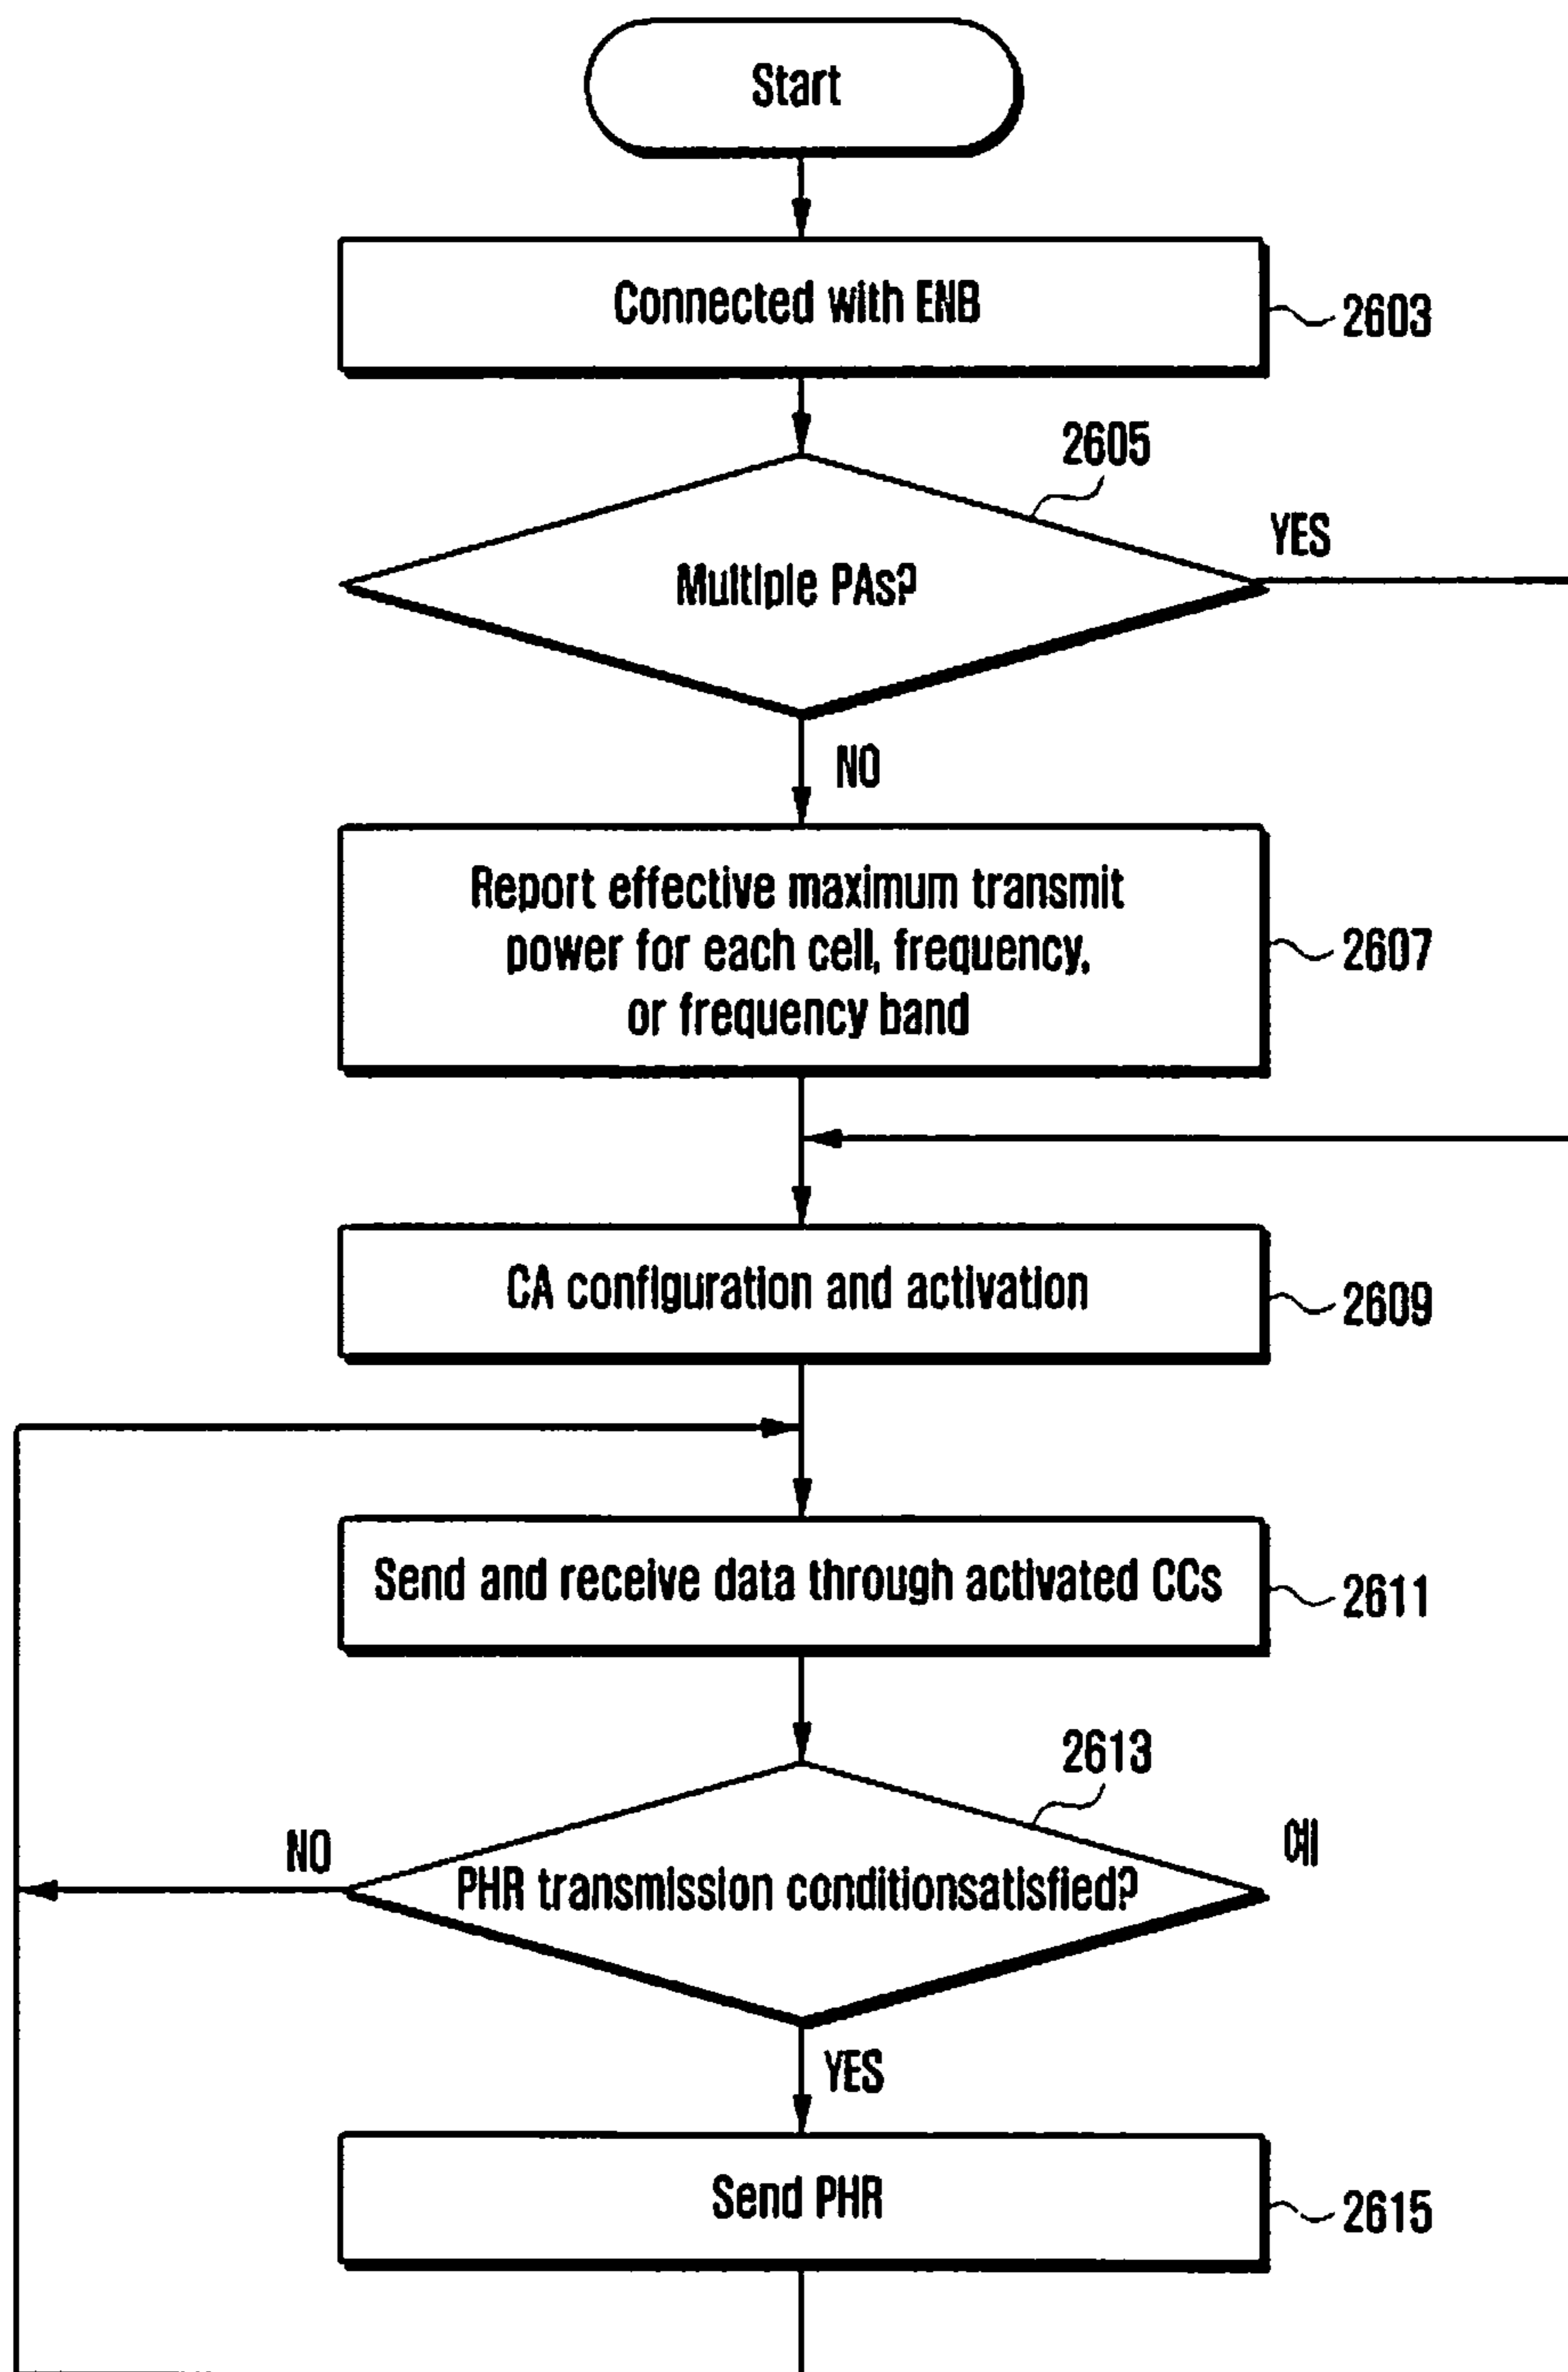 Start
Connected with ENB
2603
2605
Multiple PAs?
YES
NO
Report effective maximum transmit
power for each cell, frequency,
or frequency band
2607
CA configuration and activation
2609
Send and receive data through activated CCs
2611
2613
NO
PHR transmission conditionsatisfied?
YES
Send PHR
2615